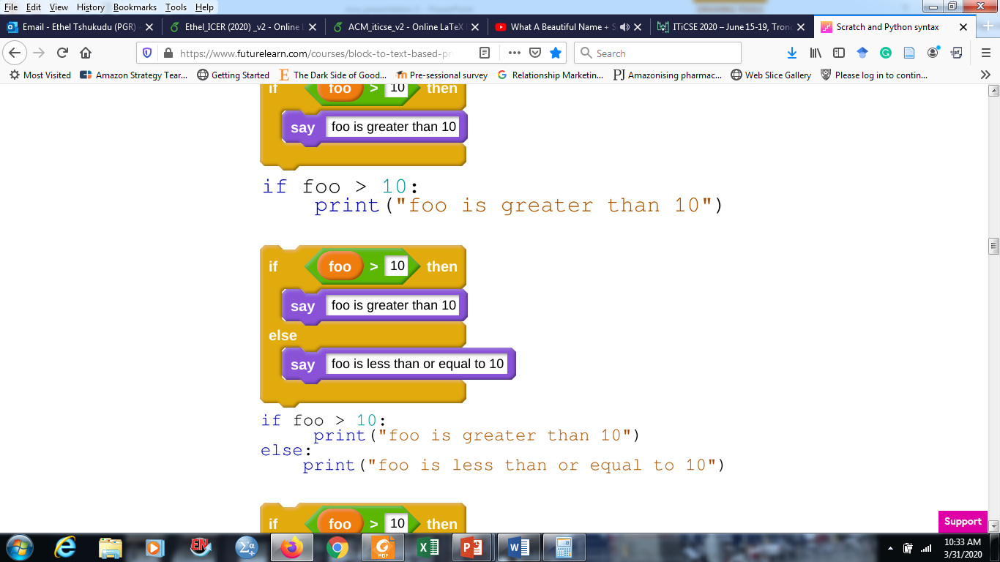 File Edit View History Bookmarks Tools Help
Email - Ethel Tshukudu (PGR) Ethel_ICER (2020) _v2 - Online L ACM_iticse_v2 - Online LaTeX What A Beautiful Name + S ITiCSE 2020 – June 15-19, Tronc Scratch and Python syntax
https://www.futurelearn.com/courses/block-to-text-based-pr Search
Most Visited Amazon Strategy Tear... Getting Started The Dark Side of Good... Pre-sessional survey Relationship Marketin... PJ Amazonising pharmac... Web Slice Gallery Please log in to contin...
if foo > 10 then
say foo is greater than 10
if foo > 10:
print("foo is greater than 10")
if foo > 10 then
say foo is greater than 10
else
say foo is less than or equal to 10
if foo > 10:
print("foo is greater than 10")
else:
print("foo is less than or equal to 10")
if foo > 10 then
Support
EN Σα PDF
10:33 AM
3/31/2020